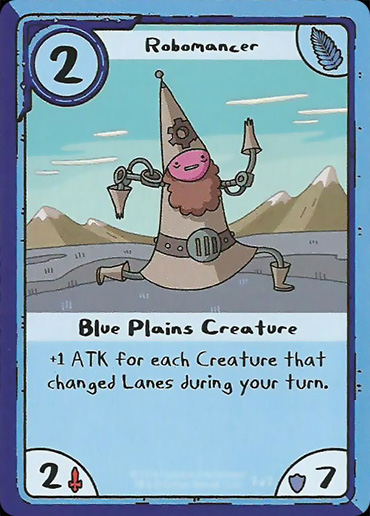 2
Robomancer
Blue Plains Creature
+1 ATK for each Creature that
changed Lanes during your turn.
2
7